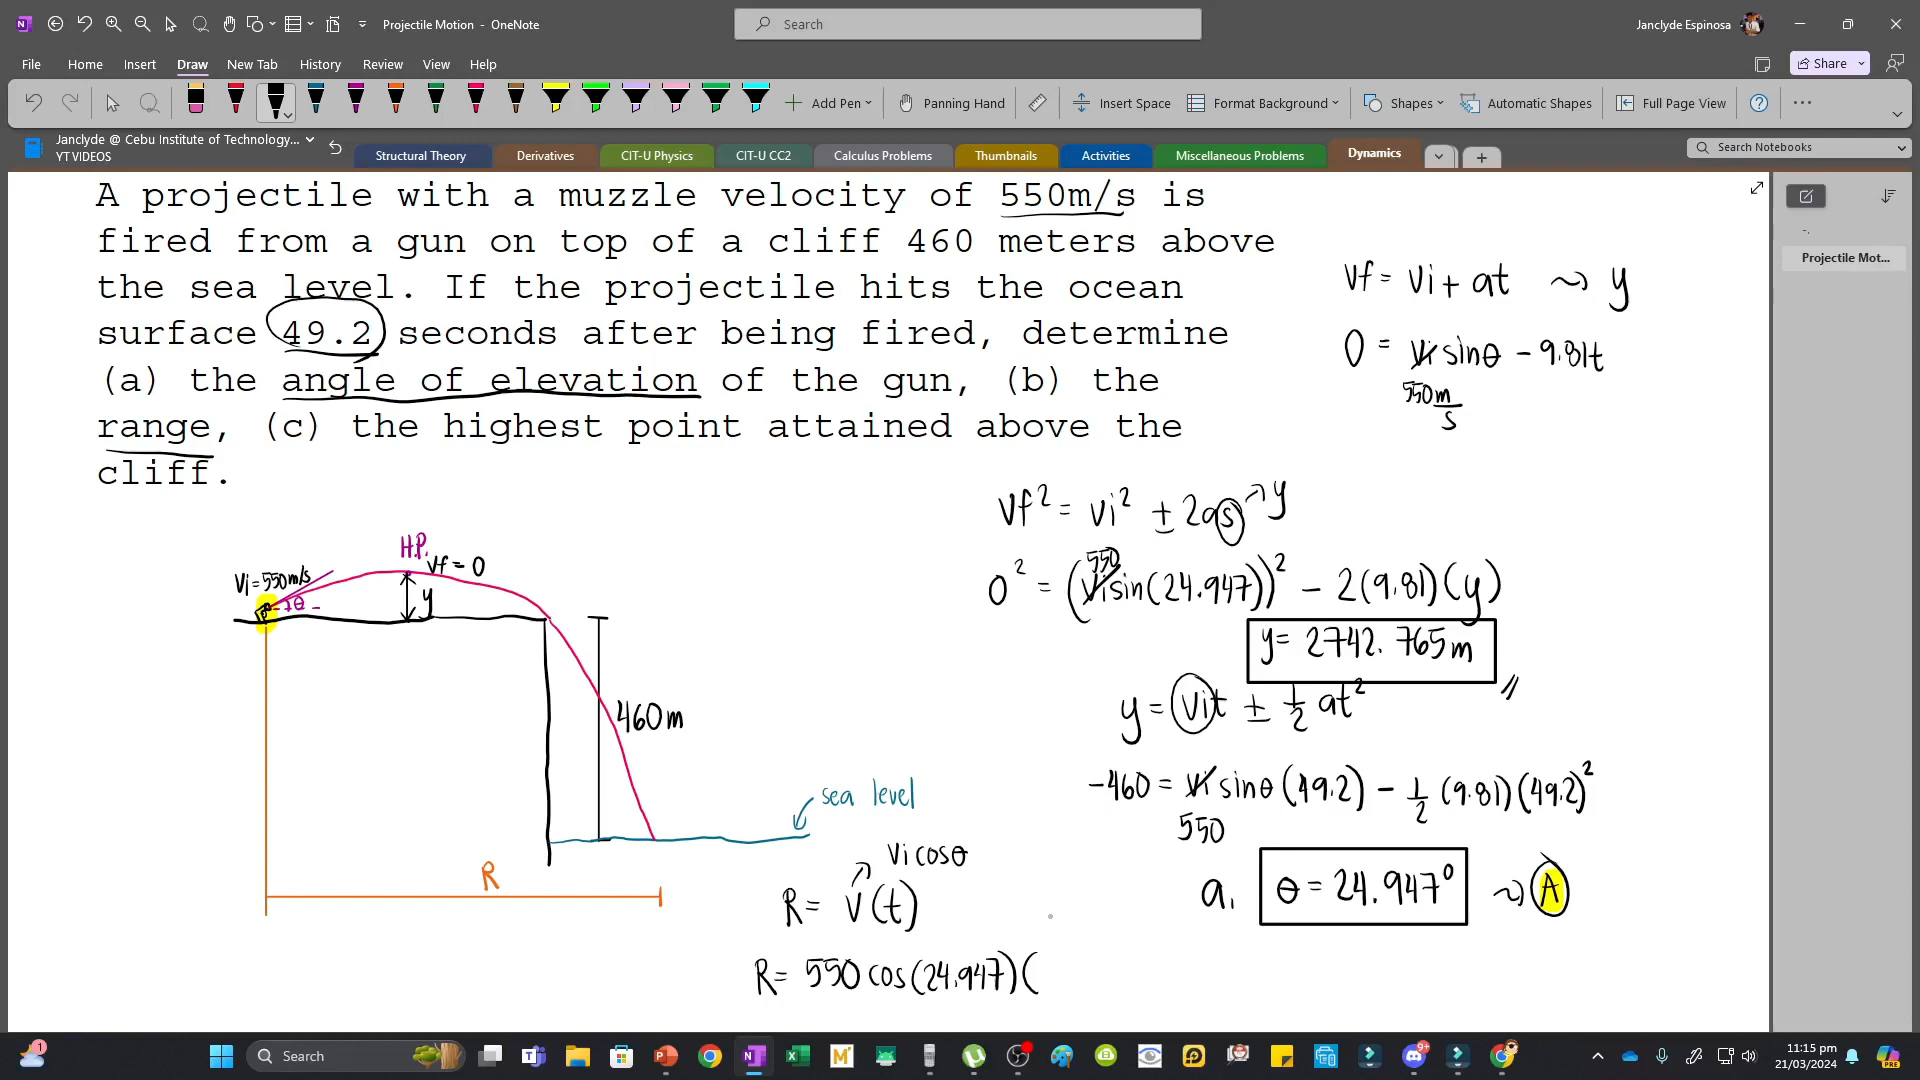 Projectile Motion - OneNote
Search
Janclyde Espinosa
File Home Insert Draw New Tab History Review View Help
Share
Add Pen
Panning Hand
Insert Space
Format Background
Shapes
Automatic Shapes
Full Page View
Janclyde @ Cebu Institute of Technology...
YT VIDEOS
Structural Theory
Derivatives
CIT-U Physics
CIT-U CC2
Calculus Problems
Thumbnails
Activities
Miscellaneous Problems
Dynamics
Search Notebooks
Projectile Mot...
A projectile with a muzzle velocity of 550m/s is
fired from a gun on top of a cliff 460 meters above
the sea level. If the projectile hits the ocean
surface 49.2 seconds after being fired, determine
(a) the angle of elevation of the gun, (b) the
range, (c) the highest point attained above the
cliff.
Vf = Vi + at ⤳ y
0 = Vi sinθ - 9.81t
550m/s
Vf² = Vi² ± 2as → y
550
0² = (Vi sin(24.947))² - 2(9.81)(y)
y = 2742.765m
y = Vit ± 1/2 at²
-460 = Vi sinθ (49.2) - 1/2 (9.81)(49.2)²
550
a. θ = 24.947° ⤳ A
H.P.
Vf = 0
Vi = 550m/s
θ
y
460m
sea level
R
Vi cosθ
R = V(t)
R = 550 cos(24.947)(
1
Search
9+
11:15 pm
21/03/2024
PRE